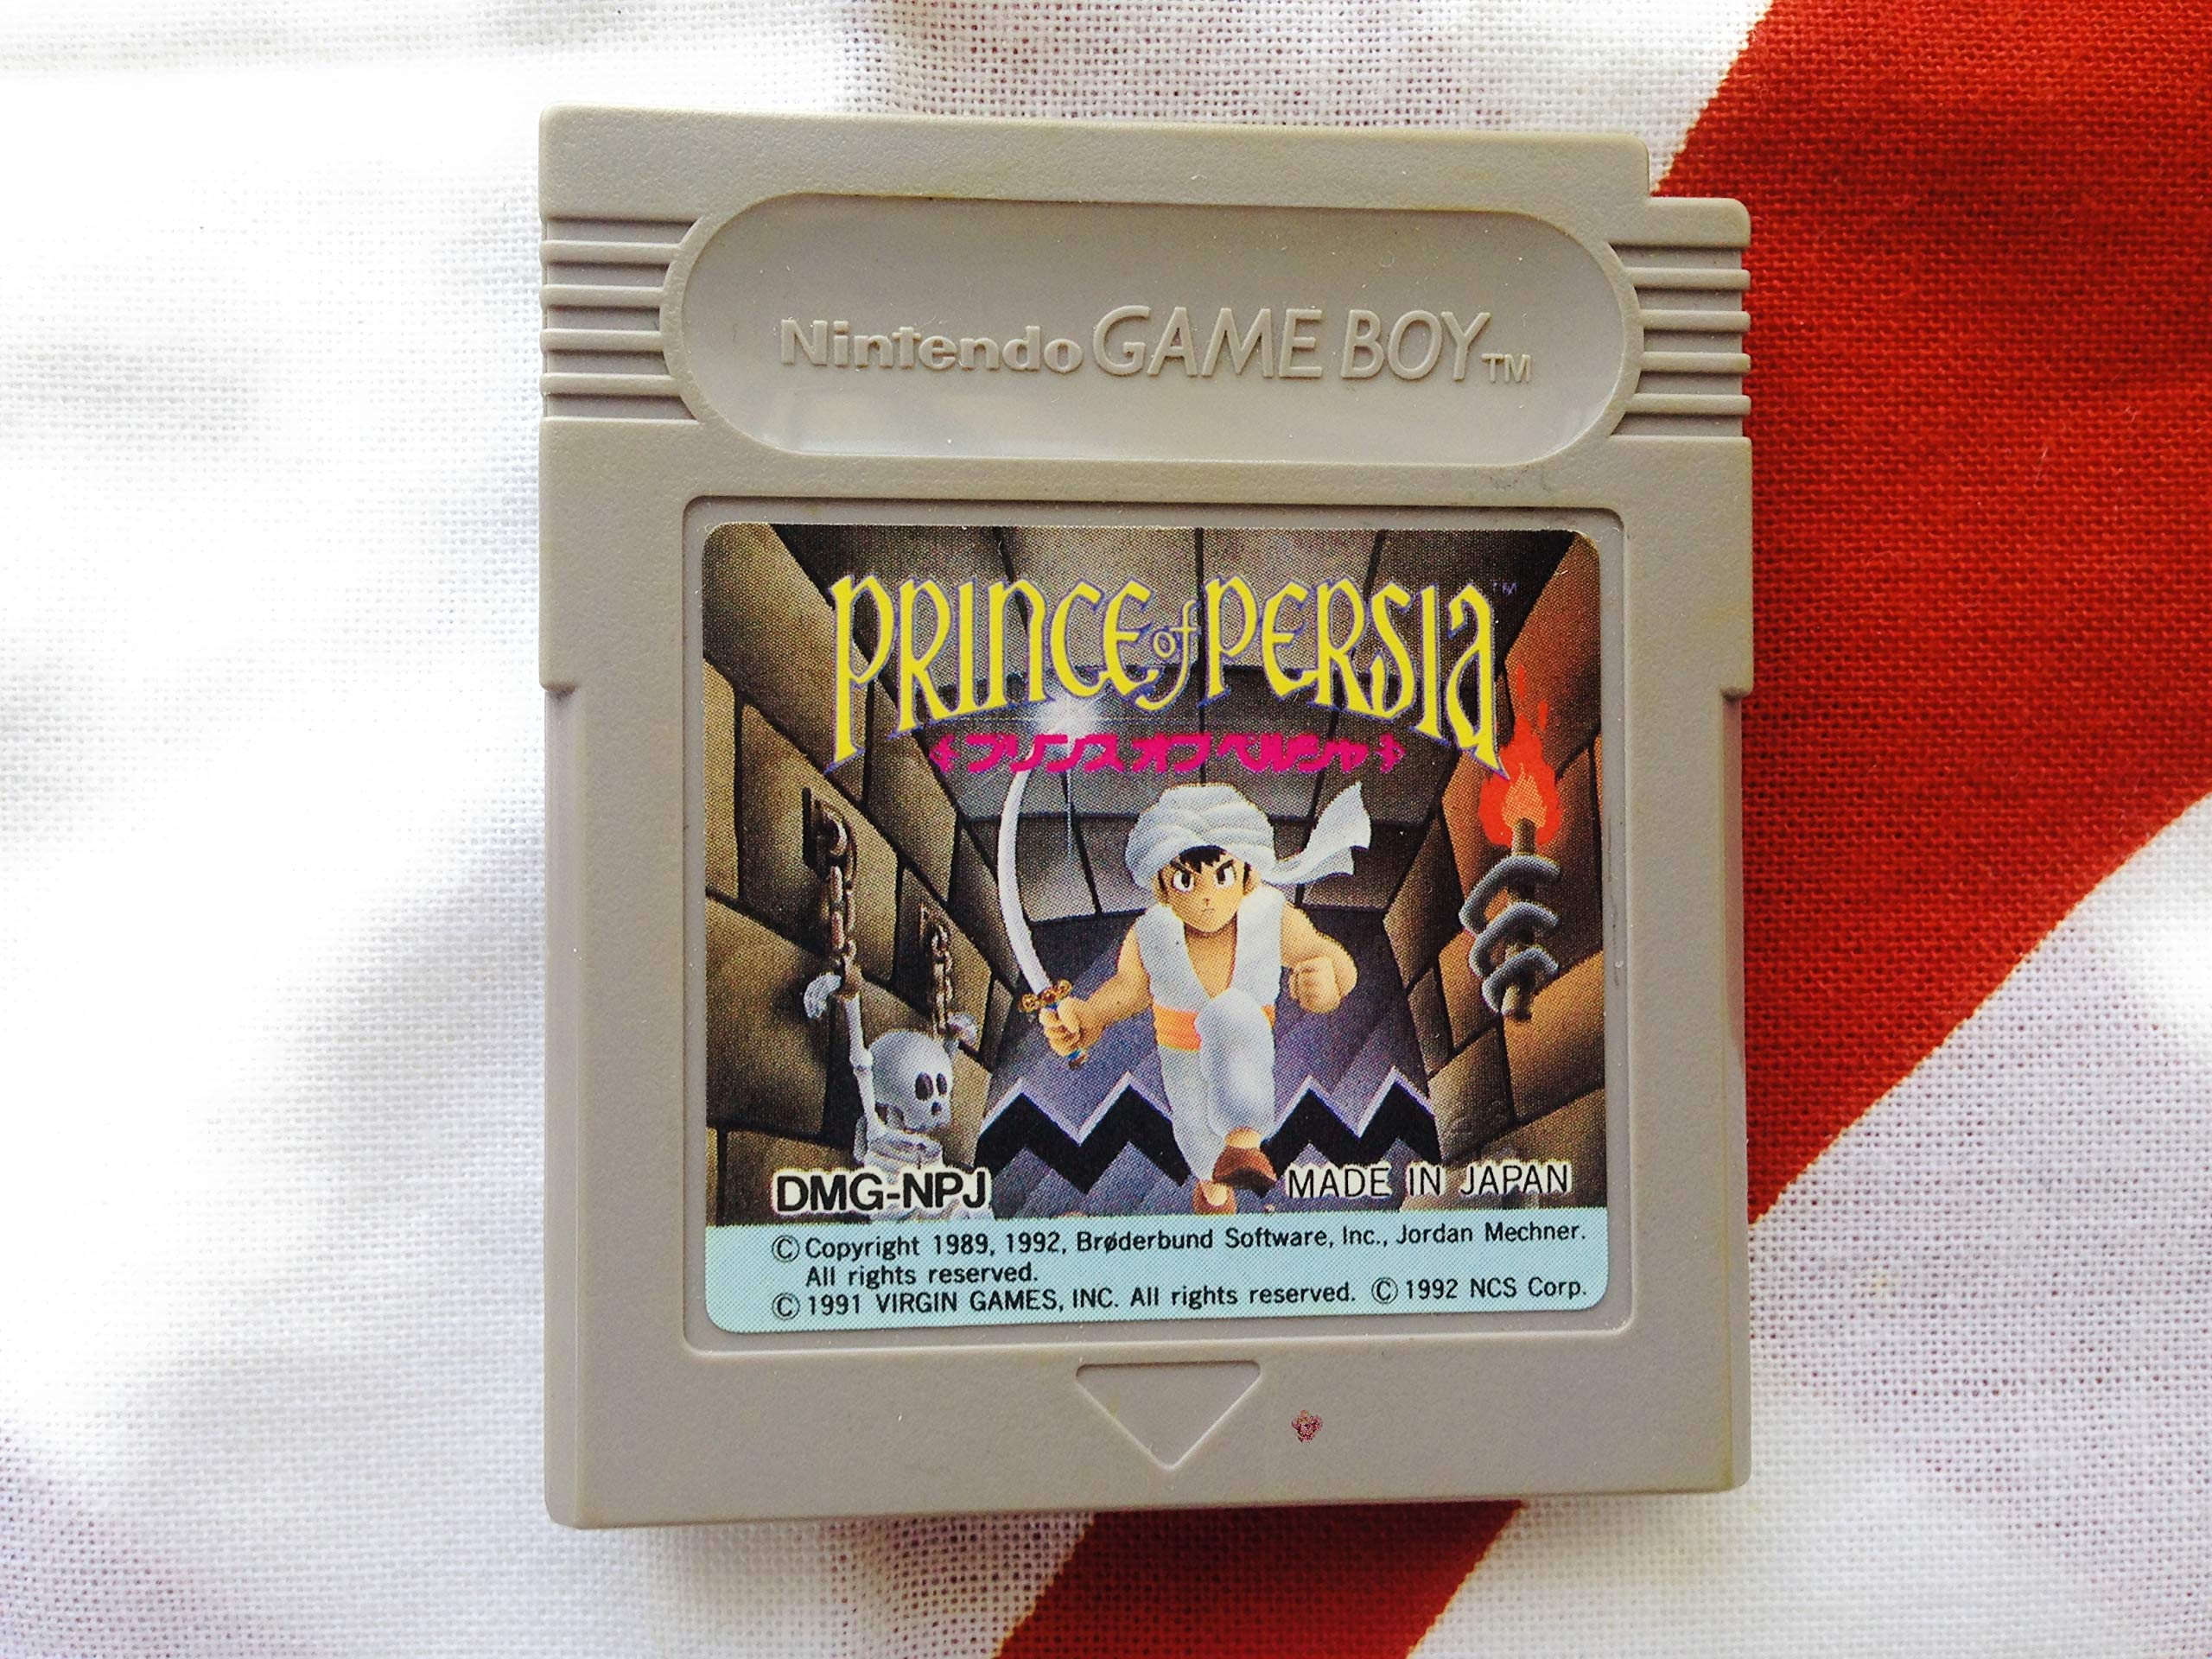 Nintendo GAME BOY TM
PRINCE of PERSIA TM
プリンス オブ ペルシャ
DMG-NPJ
MADE IN JAPAN
© Copyright 1989, 1992, Brøderbund Software, Inc., Jordan Mechner.
All rights reserved.
© 1991 VIRGIN GAMES, INC. All rights reserved. © 1992 NCS Corp.